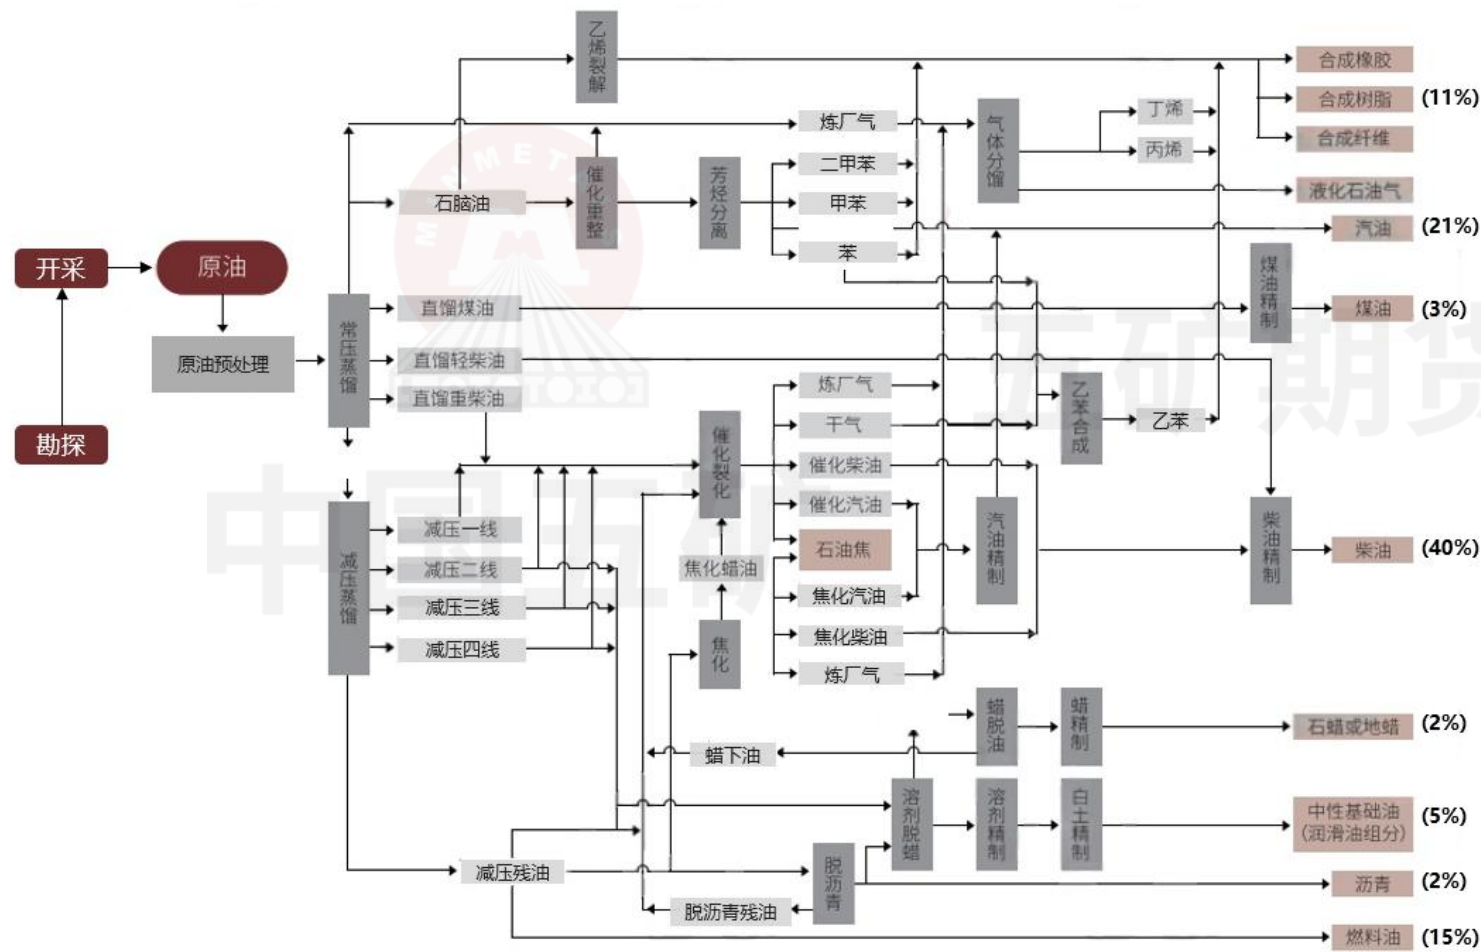 乙烯裂解
合成橡胶
合成树脂
(11%)
合成纤维
炼厂气
气体分馏
丁烯
丙烯
二甲苯
石脑油
催化重整
芳烃分离
甲苯
液化石油气
汽油
(21%)
苯
开采
原油
煤油精制
直馏煤油
煤油
(3%)
原油预处理
常压蒸馏
直馏轻柴油
直馏重柴油
炼厂气
乙苯合成
乙苯
勘探
催化裂化
干气
催化柴油
催化汽油
石油焦
汽油精制
柴油精制
柴油
(40%)
减压蒸馏
减压一线
减压二线
减压三线
减压四线
焦化蜡油
焦化
焦化汽油
焦化柴油
炼厂气
蜡脱油
蜡精制
石蜡或地蜡
(2%)
蜡下油
溶剂脱蜡
溶剂精制
白土精制
中性基础油
(润滑油组分)
(5%)
减压残油
脱沥青
沥青
(2%)
脱沥青残油
燃料油
(15%)
中国五矿
五矿期货
MINMETALS